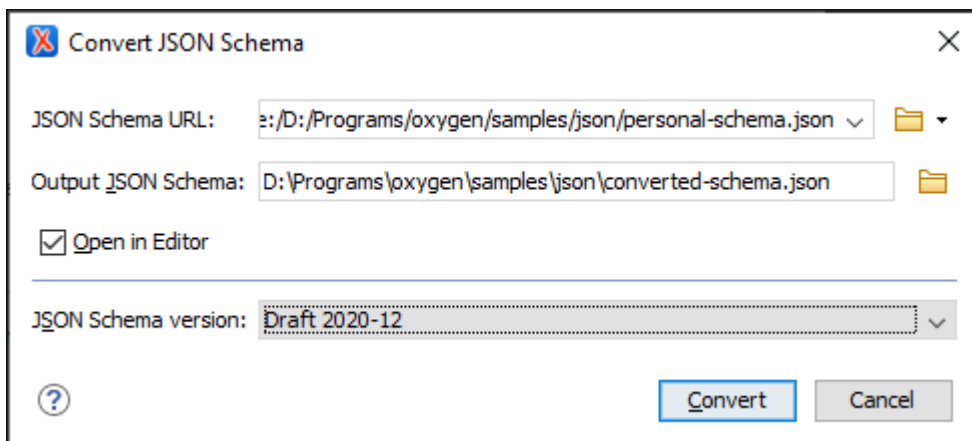 Convert JSON Schema
JSON Schema URL: e:/D:/Programs/oxygen/samples/json/personal-schema.json
Output JSON Schema: D:\Programs\oxygen\samples\json\converted-schema.json
Open in Editor
JSON Schema version: Draft 2020-12
? Convert Cancel